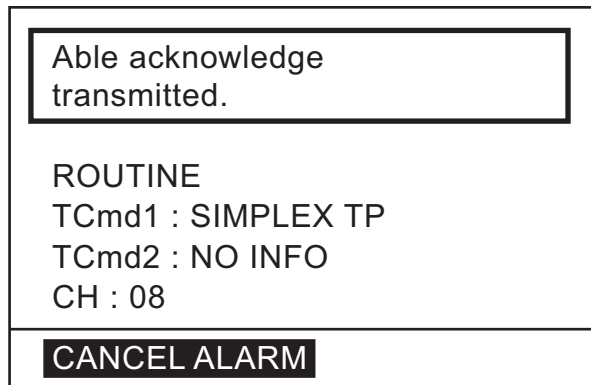 Able acknowledge
transmitted.
ROUTINE
TCmd1 : SIMPLEX TP
TCmd2 : NO INFO
CH : 08
CANCEL ALARM